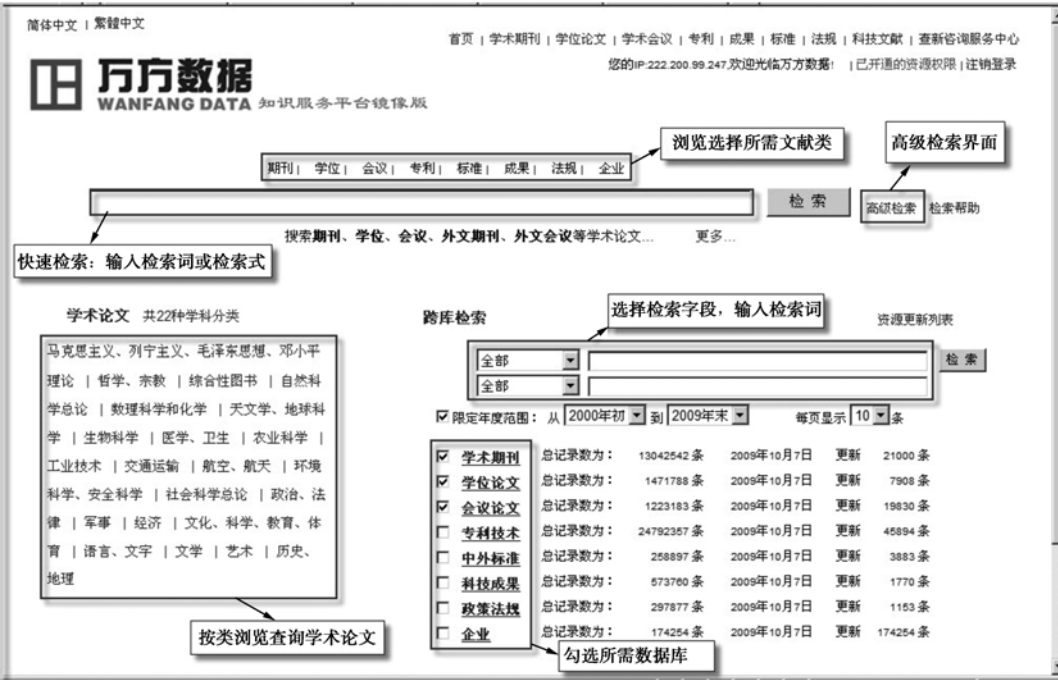 简体中文 | 繁體中文
首页 | 学术期刊 | 学位论文 | 学术会议 | 专利 | 成果 | 标准 | 法规 | 科技文献 | 查新咨询服务中心
您的IP:222.200.99.247,欢迎光临万方数据! | 已开通的资源权限 | 注销登录
万方数据
WANFANG DATA 知识服务平台镜像版
浏览选择所需文献类
高级检索界面
期刊 | 学位 | 会议 | 专利 | 标准 | 成果 | 法规 | 企业
检 索
高级检索 检索帮助
搜索期刊、学位、会议、外文期刊、外文会议等学术论文... 更多...
快速检索：输入检索词或检索式
学术论文 共22种学科分类
马克思主义、列宁主义、毛泽东思想、邓小平
理论 | 哲学、宗教 | 综合性图书 | 自然科
学总论 | 数理科学和化学 | 天文学、地球科
学 | 生物科学 | 医学、卫生 | 农业科学 |
工业技术 | 交通运输 | 航空、航天 | 环境
科学、安全科学 | 社会科学总论 | 政治、法
律 | 军事 | 经济 | 文化、科学、教育、体
育 | 语言、文字 | 文学 | 艺术 | 历史、
地理
按类浏览查询学术论文
跨库检索
选择检索字段，输入检索词
资源更新列表
全部
检 索
全部
限定年度范围： 从 2000年初 到 2009年末 每页显示 10 条
学术期刊 总记录数为： 13042542 条 2009年10月7日 更新 21000 条
学位论文 总记录数为： 1471788 条 2009年10月7日 更新 7908 条
会议论文 总记录数为： 1223183 条 2009年10月7日 更新 19830 条
专利技术 总记录数为： 24792357 条 2009年10月7日 更新 45894 条
中外标准 总记录数为： 258897 条 2009年10月7日 更新 3883 条
科技成果 总记录数为： 573760 条 2009年10月7日 更新 1770 条
政策法规 总记录数为： 297877 条 2009年10月7日 更新 1153 条
企业 总记录数为： 174254 条 2009年10月7日 更新 174254 条
勾选所需数据库